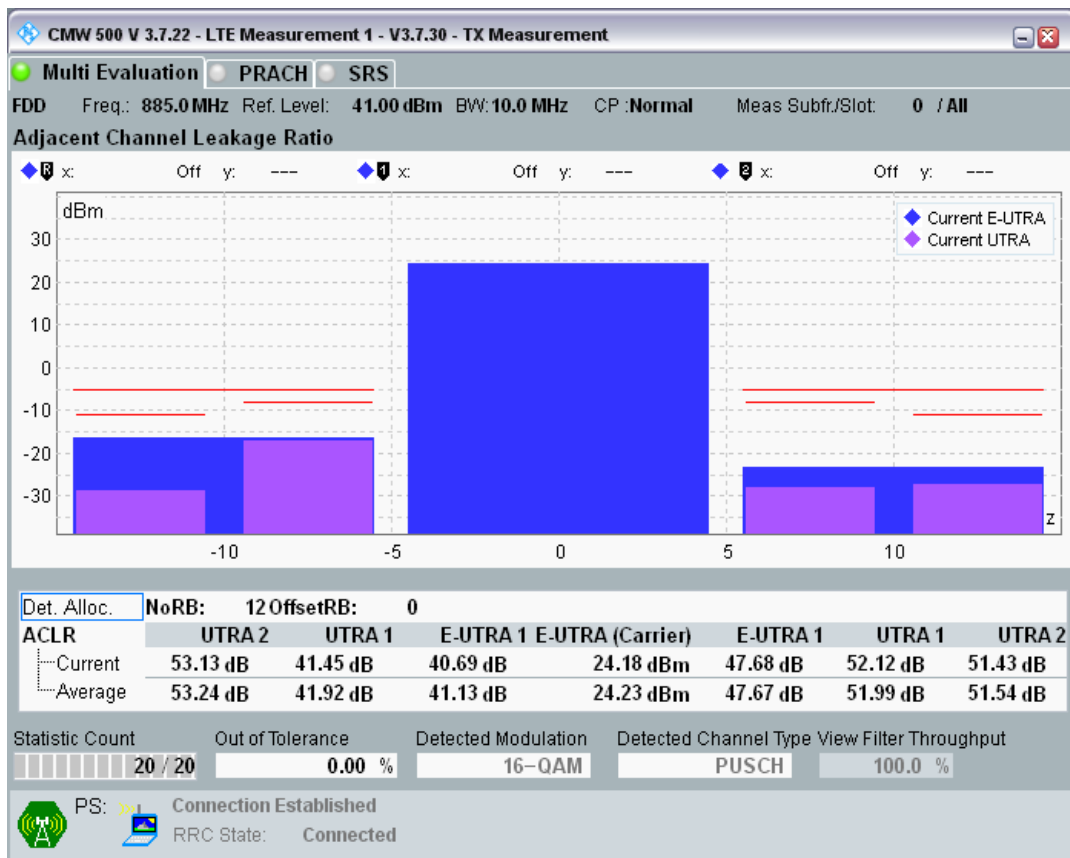 CMW 500 V 3.7.22 - LTE Measurement 1 - V3.7.30 - TX Measurement
Multi Evaluation PRACH SRS
FDD Freq.: 885.0 MHz Ref. Level: 41.00 dBm BW: 10.0 MHz CP :Normal Meas Subfr./Slot: 0 / All
Adjacent Channel Leakage Ratio
R x: Off y: --- 1 x: Off y: --- 2 x: Off y: ---
dBm
Current E-UTRA
Current UTRA
30
20
10
0
-10
-20
-30
z
-10 -5 0 5 10
Det. Alloc. NoRB: 12 OffsetRB: 0
ACLR UTRA 2 UTRA 1 E-UTRA 1 E-UTRA (Carrier) E-UTRA 1 UTRA 1 UTRA 2
Current 53.13 dB 41.45 dB 40.69 dB 24.18 dBm 47.68 dB 52.12 dB 51.43 dB
Average 53.24 dB 41.92 dB 41.13 dB 24.23 dBm 47.67 dB 51.99 dB 51.54 dB
Statistic Count Out of Tolerance Detected Modulation Detected Channel Type View Filter Throughput
20 / 20 0.00 % 16-QAM PUSCH 100.0 %
PS: Connection Established
RRC State: Connected